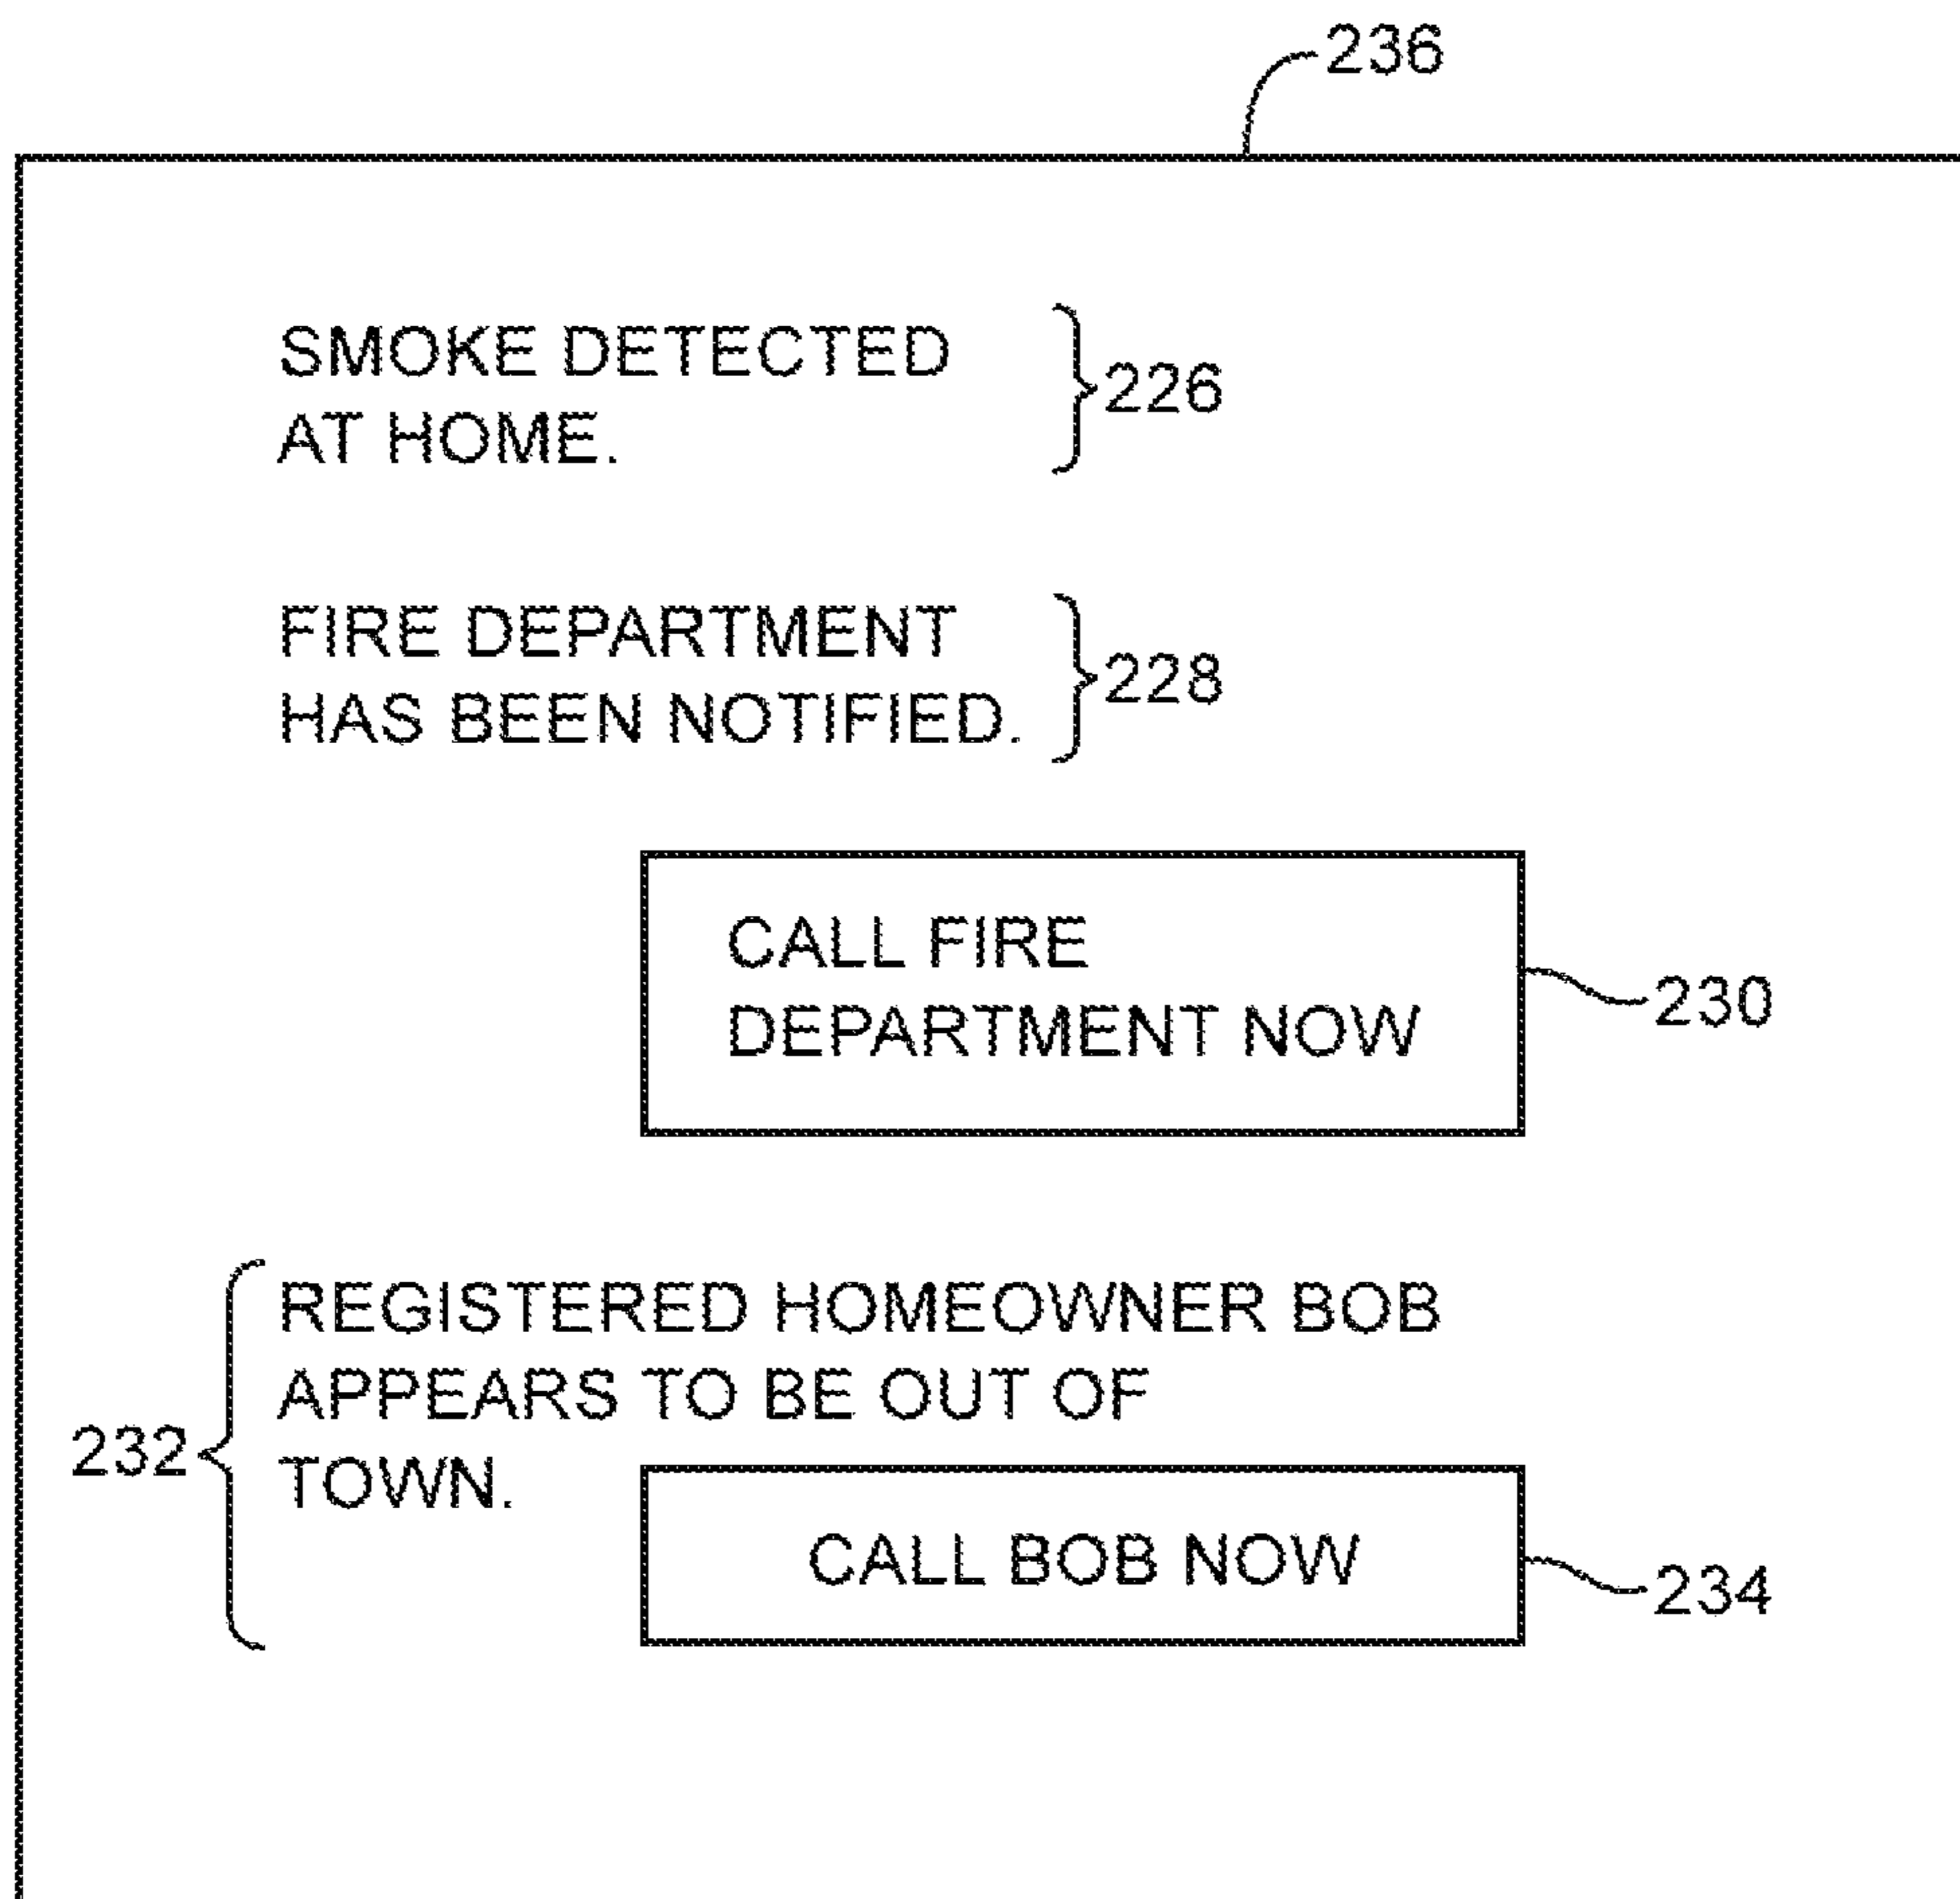 236
SMOKE DETECTED
AT HOME.
226
FIRE DEPARTMENT
HAS BEEN NOTIFIED.
228
CALL FIRE
DEPARTMENT NOW
230
REGISTERED HOMEOWNER BOB
APPEARS TO BE OUT OF
TOWN.
232
CALL BOB NOW
234